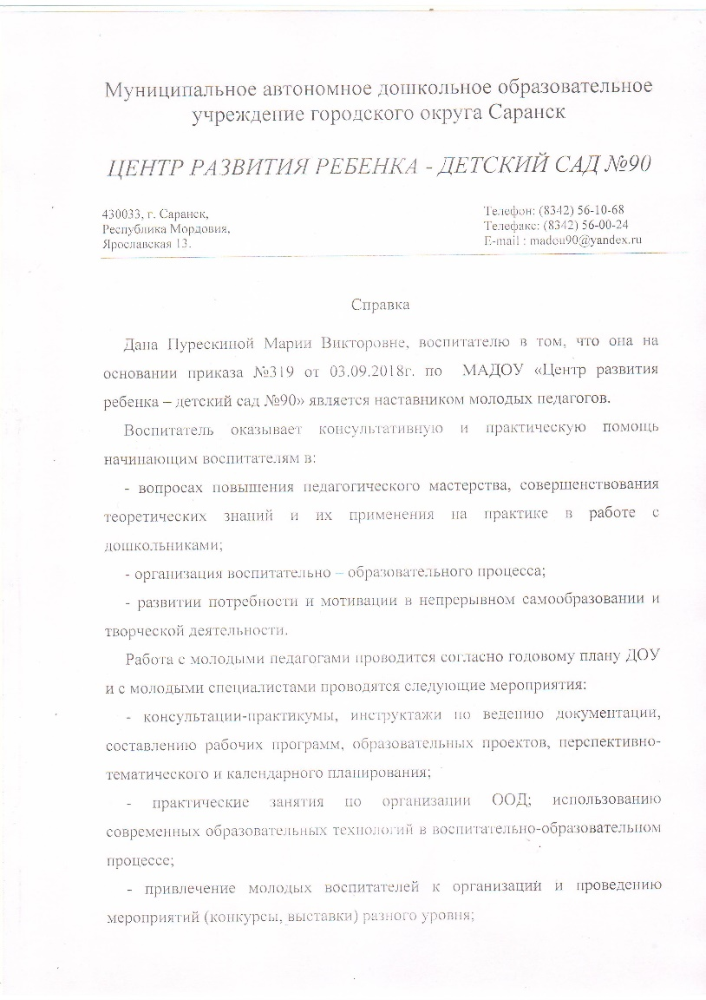 Муниципальное автономное дошкольное образовательное
учреждение городского округа Саранск
ЦЕНТР РАЗВИТИЯ РЕБЕНКА - ДЕТСКИЙ САД №90
430033, г. Саранск,
Республика Мордовия,
Ярославская 13.
Телефон: (8342) 56-10-68
Телефакс: (8342) 56-00-24
E-mail : madou90@yandex.ru
Справка
Дана Пурескиной Марии Викторовне, воспитателю в том, что она на
основании приказа №319 от 03.09.2018г. по МАДОУ «Центр развития
ребенка – детский сад №90» является наставником молодых педагогов.
Воспитатель оказывает консультативную и практическую помощь
начинающим воспитателям в:
- вопросах повышения педагогического мастерства, совершенствования
теоретических знаний и их применения на практике в работе с
дошкольниками;
- организация воспитательно – образовательного процесса;
- развитии потребности и мотивации в непрерывном самообразовании и
творческой деятельности.
Работа с молодыми педагогами проводится согласно годовому плану ДОУ
и с молодыми специалистами проводятся следующие мероприятия:
- консультации-практикумы, инструктажи по ведению документации,
составлению рабочих программ, образовательных проектов, перспективно-
тематического и календарного планирования;
- практические занятия по организации ООД; использованию
современных образовательных технологий в воспитательно-образовательном
процессе;
- привлечение молодых воспитателей к организаций и проведению
мероприятий (конкурсы, выставки) разного уровня;